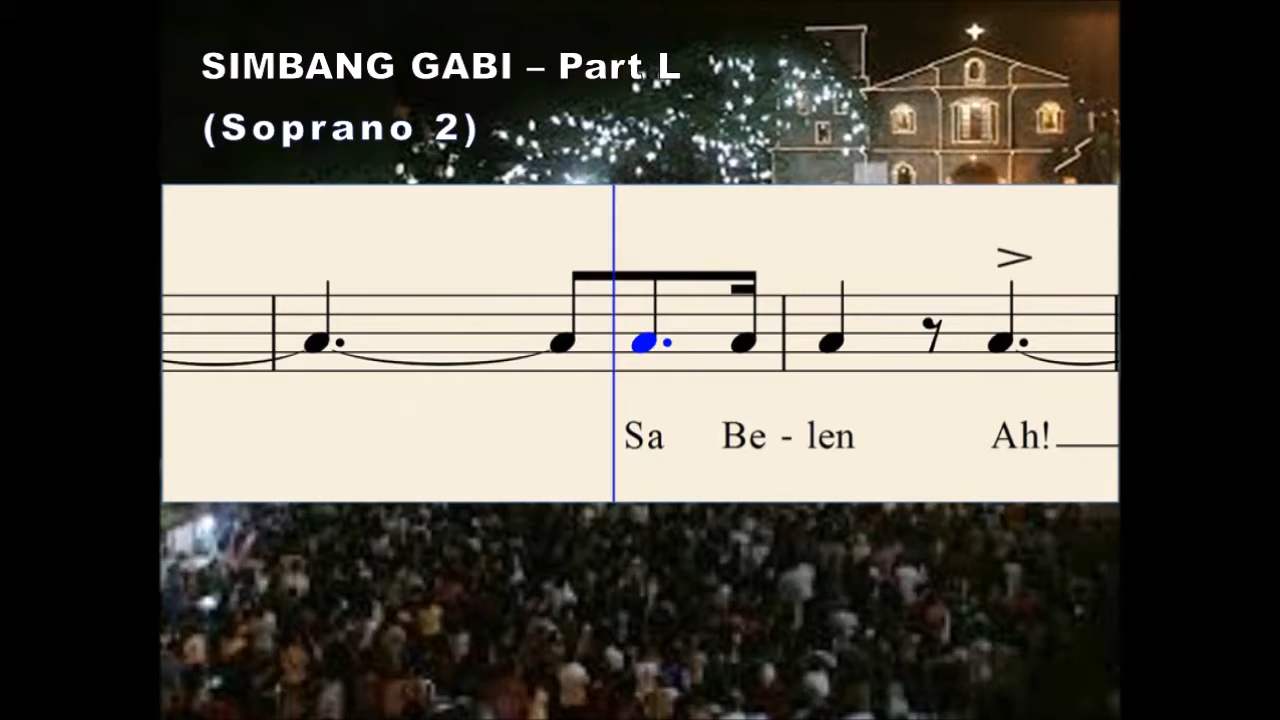 SIMBANG GABI – Part L
(Soprano 2)
Sa Be - len Ah!